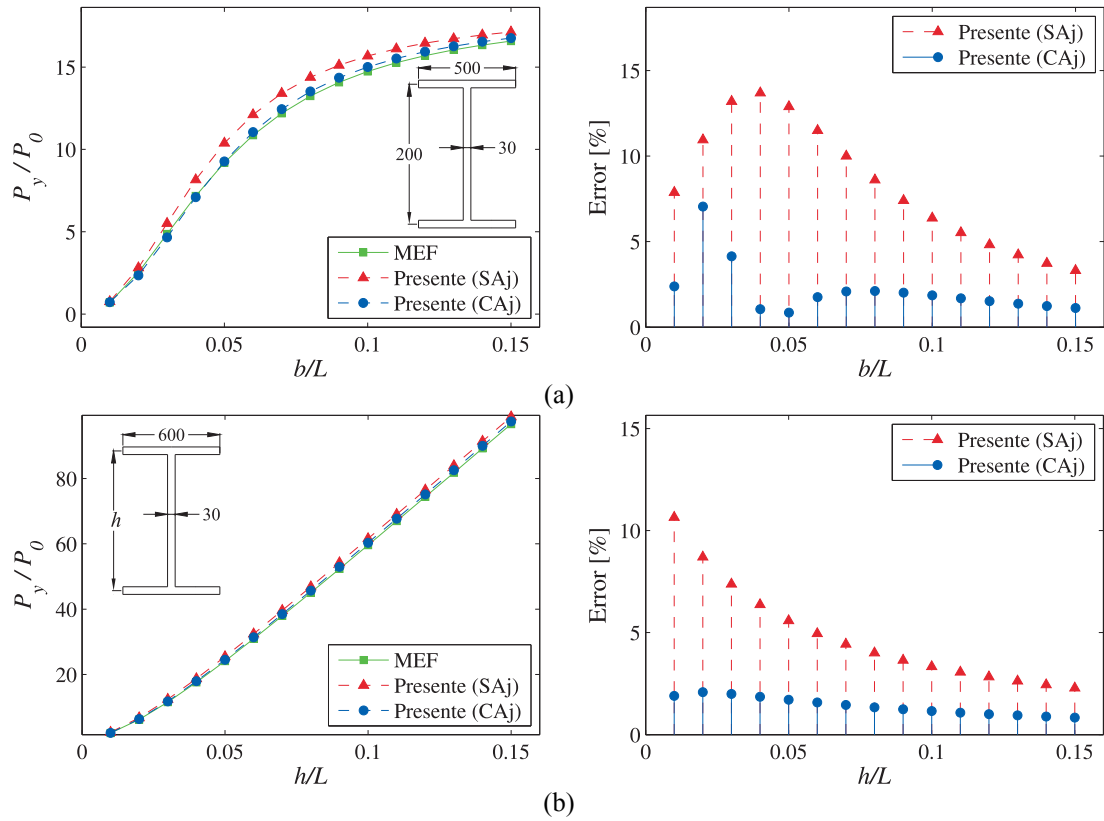 15
10
5
0
P_y / P_0
0
0.05
0.1
0.15
b/L
500
200
30
MEF
Presente (SAj)
Presente (CAj)
15
10
5
0
Error [%]
0
0.05
0.1
0.15
b/L
Presente (SAj)
Presente (CAj)
(a)
80
60
40
20
P_y / P_0
0
0.05
0.1
0.15
h/L
600
h
30
MEF
Presente (SAj)
Presente (CAj)
15
10
5
0
Error [%]
0
0.05
0.1
0.15
h/L
Presente (SAj)
Presente (CAj)
(b)